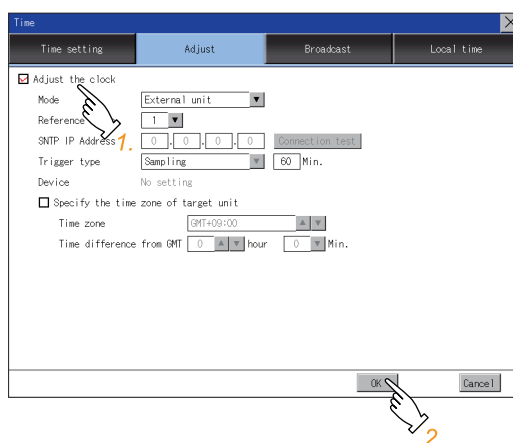 Time
Time setting Adjust Broadcast Local time
Adjust the clock
Mode External unit
Reference 1
SNTP IP Address 0 . 0 . 0 . 0 Connection test
1.
Trigger type Sampling 60 Min.
Device No setting
Specify the time zone of target unit
Time zone GMT+09:00
Time difference from GMT 0 hour 0 Min.
OK Cancel
2